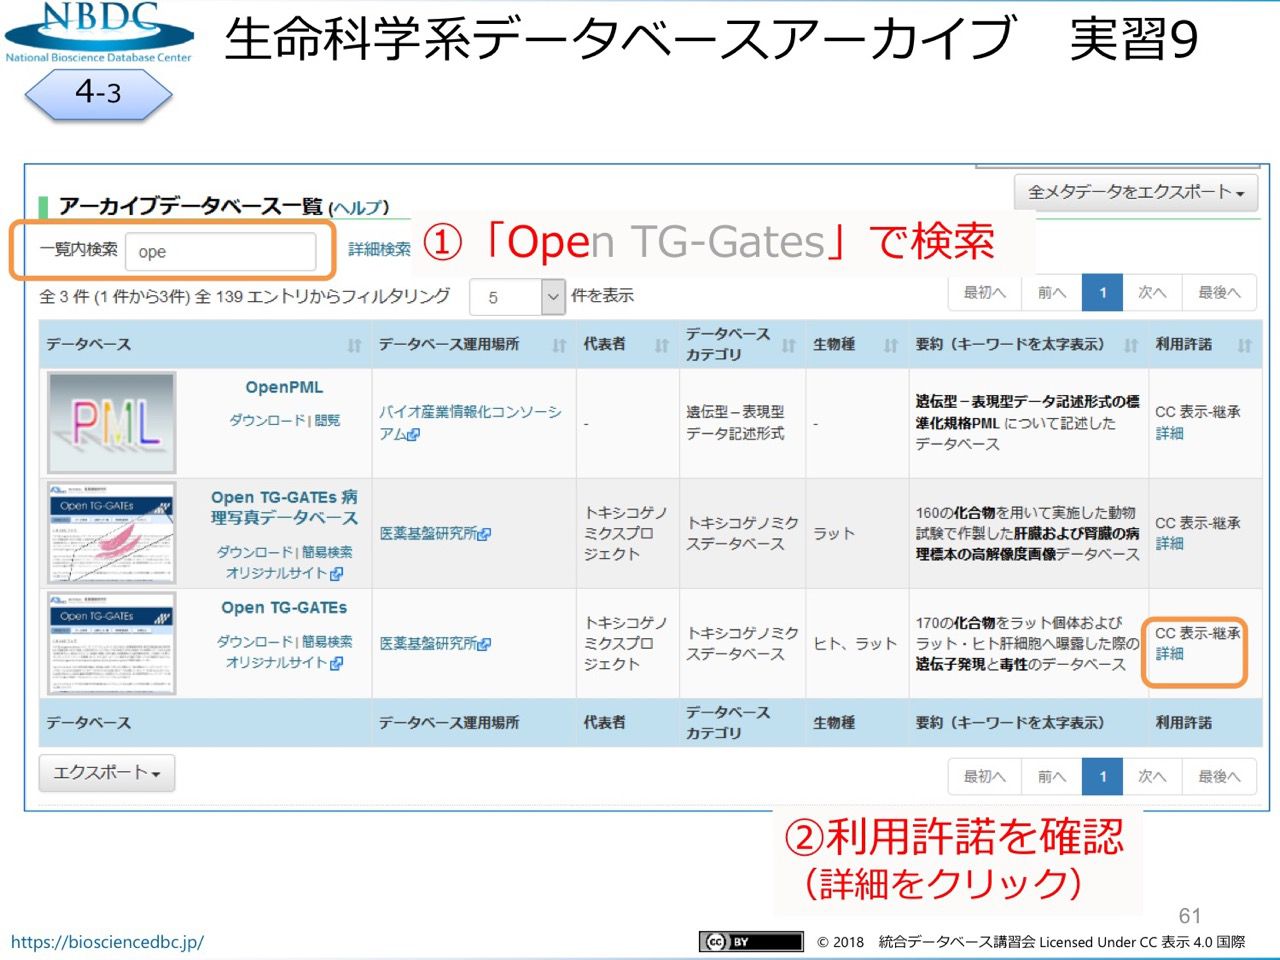 NBDC
National Bioscience Database Center
生命科学系データベースアーカイブ 実習9
4-3
アーカイブデータベース一覧 (ヘルプ)
全メタデータをエクスポート
一覧内検索 ope 詳細検索
①「Open TG-Gates」で検索
全 3 件 (1 件から3件) 全 139 エントリからフィルタリング 5 件を表示
最初へ 前へ 1 次へ 最後へ
データベース データベース運用場所 代表者 データベースカテゴリ 生物種 要約（キーワードを太字表示） 利用許諾
PML
OpenPML
ダウンロード | 閲覧
バイオ産業情報化コンソーシ
アム
-
遺伝型－表現型
データ記述形式
-
遺伝型－表現型データ記述形式の標
準化規格PML について記述した
データベース
CC 表示-継承
詳細
Open TG-GATEs
Open TG-GATEs 病
理写真データベース
ダウンロード | 簡易検索
オリジナルサイト
医薬基盤研究所
トキシコゲノ
ミクスプロ
ジェクト
トキシコゲノミク
スデータベース
ラット
160の化合物を用いて実施した動物
試験で作製した肝臓および腎臓の病
理標本の高解像度画像データベース
CC 表示-継承
詳細
Open TG-GATEs
Open TG-GATEs
ダウンロード | 簡易検索
オリジナルサイト
医薬基盤研究所
トキシコゲノ
ミクスプロ
ジェクト
トキシコゲノミク
スデータベース
ヒト、ラット
170の化合物をラット個体および
ラット・ヒト肝細胞へ曝露した際の
遺伝子発現と毒性のデータベース
CC 表示-継承
詳細
データベース データベース運用場所 代表者 データベースカテゴリ 生物種 要約（キーワードを太字表示） 利用許諾
エクスポート
最初へ 前へ 1 次へ 最後へ
②利用許諾を確認
（詳細をクリック）
61
https://biosciencedbc.jp/
cc BY
© 2018 統合データベース講習会 Licensed Under CC 表示 4.0 国際